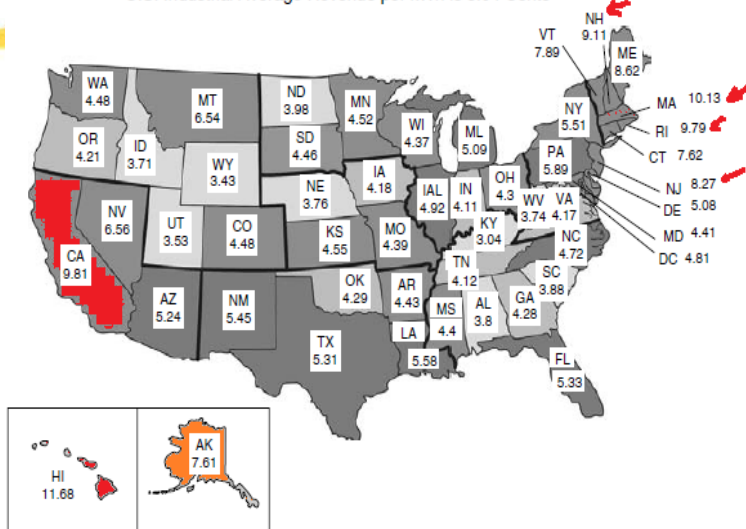 NH
9.11
VT
7.89
ME
8.62
WA
4.48
MT
6.54
ND
3.98
MN
4.52
OR
4.21
ID
3.71
WY
3.43
SD
4.46
WI
4.37
ML
5.09
NY
5.51
MA 10.13
RI 9.79
CT 7.62
PA
5.89
NJ 8.27
DE 5.08
MD 4.41
DC 4.81
NV
6.56
UT
3.53
CO
4.48
NE
3.76
IA
4.18
KS
4.55
MO
4.39
IAL
4.92
IN
4.11
OH
4.3
WV
3.74
VA
4.17
KY
3.04
NC
4.72
TN
4.12
SC
3.88
CA
9.81
AZ
5.24
NM
5.45
OK
4.29
AR
4.43
MS
4.4
AL
3.8
GA
4.28
TX
5.31
LA
5.58
FL
5.33
HI
11.68
AK
7.61